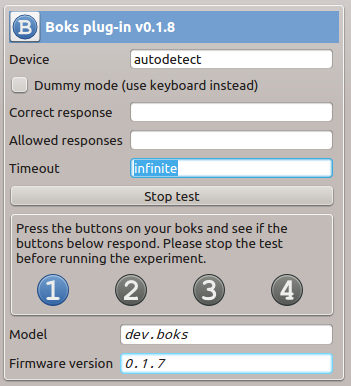 B Boks plug-in v0.1.8
Device autodetect
Dummy mode (use keyboard instead)
Correct response
Allowed responses
Timeout infinite
Stop test
Press the buttons on your boks and see if the
buttons below respond. Please stop the test
before running the experiment.
1 2 3 4
Model dev.boks
Firmware version 0.1.7